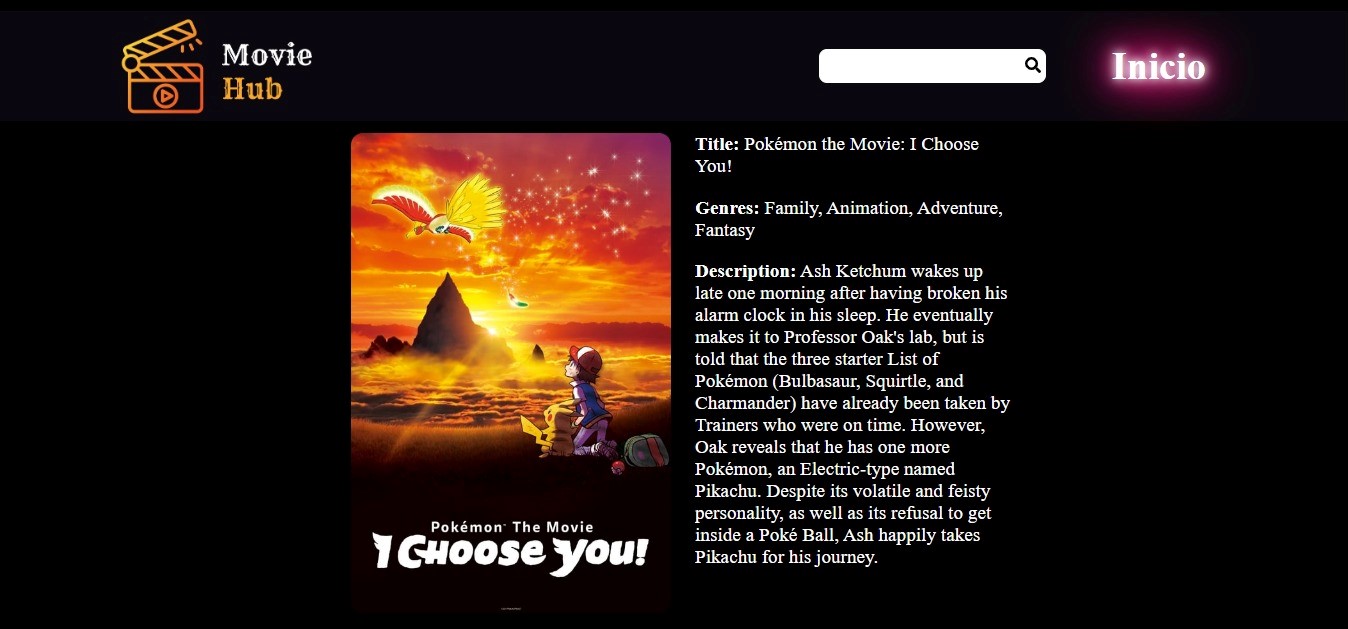 Movie
Hub
Inicio
Title: Pokémon the Movie: I Choose
You!
Genres: Family, Animation, Adventure,
Fantasy
Description: Ash Ketchum wakes up
late one morning after having broken his
alarm clock in his sleep. He eventually
makes it to Professor Oak's lab, but is
told that the three starter List of
Pokémon (Bulbasaur, Squirtle, and
Charmander) have already been taken by
Trainers who were on time. However,
Oak reveals that he has one more
Pokémon, an Electric-type named
Pikachu. Despite its volatile and feisty
personality, as well as its refusal to get
inside a Poké Ball, Ash happily takes
Pikachu for his journey.
Pokémon The Movie
I Choose you!